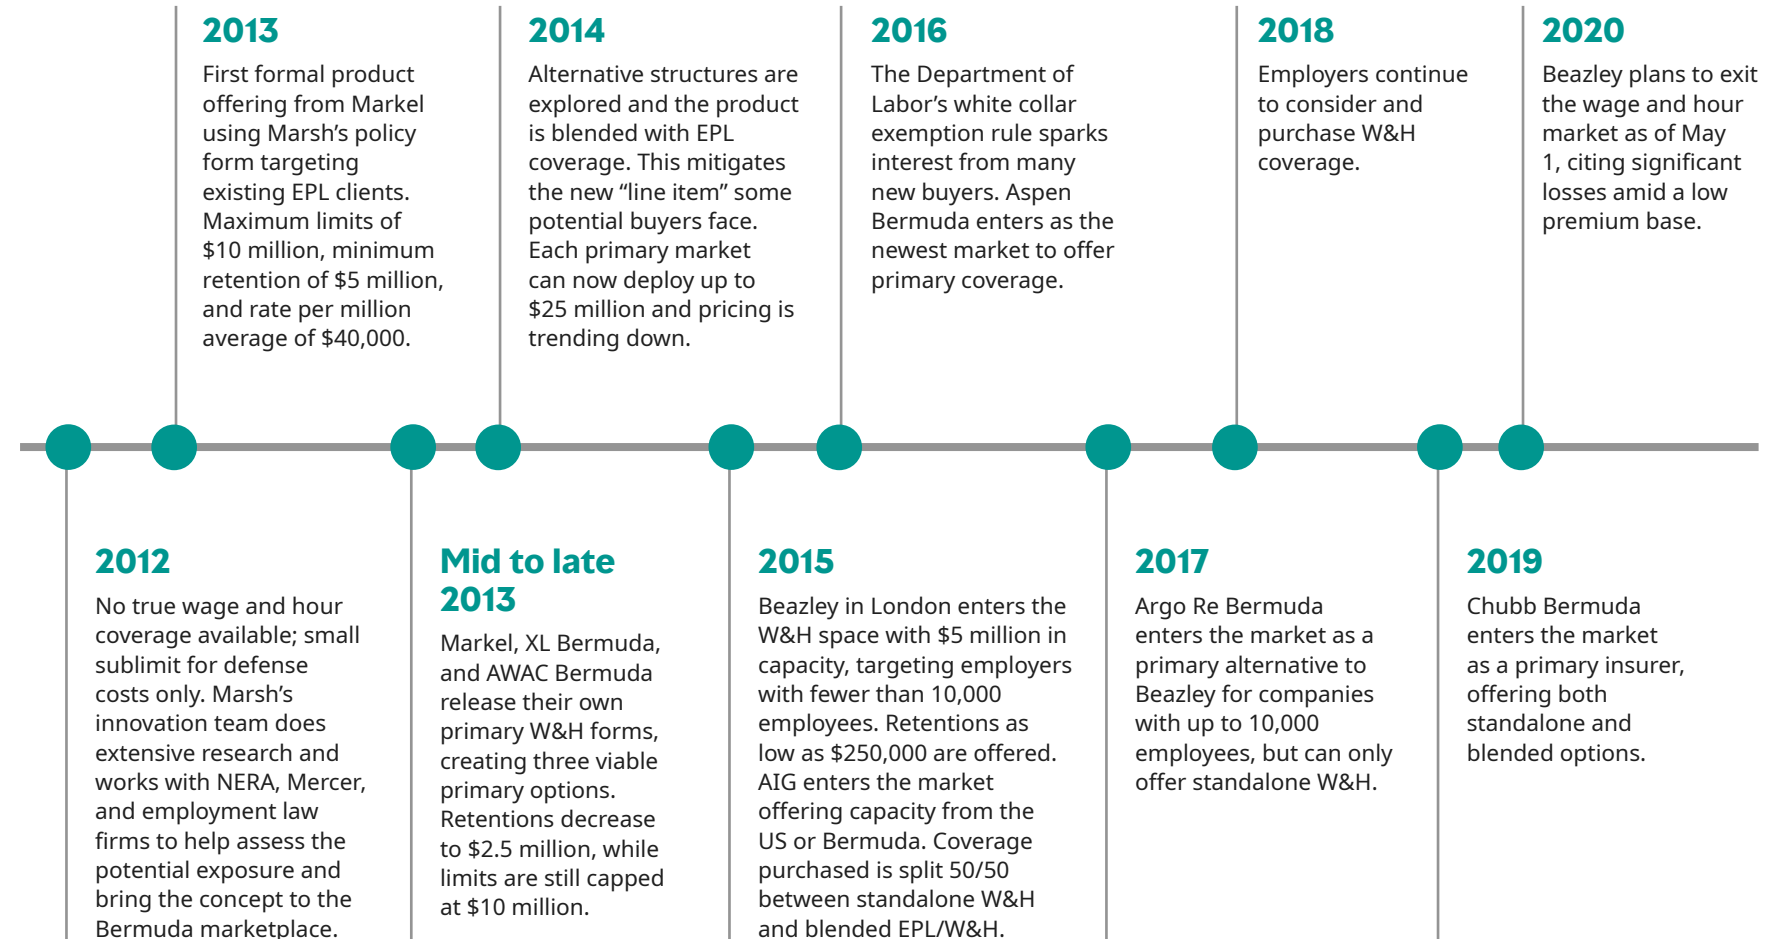 2013
First formal product
offering from Markel
using Marsh’s policy
form targeting
existing EPL clients.
Maximum limits of
$10 million, minimum
retention of $5 million,
and rate per million
average of $40,000.
2014
Alternative structures are
explored and the product
is blended with EPL
coverage. This mitigates
the new “line item” some
potential buyers face.
Each primary market
can now deploy up to
$25 million and pricing is
trending down.
2016
The Department of
Labor’s white collar
exemption rule sparks
interest from many
new buyers. Aspen
Bermuda enters as the
newest market to offer
primary coverage.
2018
Employers continue
to consider and
purchase W&H
coverage.
2020
Beazley plans to exit
the wage and hour
market as of May
1, citing significant
losses amid a low
premium base.
2012
No true wage and hour
coverage available; small
sublimit for defense
costs only. Marsh’s
innovation team does
extensive research and
works with NERA, Mercer,
and employment law
firms to help assess the
potential exposure and
bring the concept to the
Bermuda marketplace.
Mid to late
2013
Markel, XL Bermuda,
and AWAC Bermuda
release their own
primary W&H forms,
creating three viable
primary options.
Retentions decrease
to $2.5 million, while
limits are still capped
at $10 million.
2015
Beazley in London enters the
W&H space with $5 million in
capacity, targeting employers
with fewer than 10,000
employees. Retentions as
low as $250,000 are offered.
AIG enters the market
offering capacity from the
US or Bermuda. Coverage
purchased is split 50/50
between standalone W&H
and blended EPL/W&H.
2017
Argo Re Bermuda
enters the market as a
primary alternative to
Beazley for companies
with up to 10,000
employees, but can only
offer standalone W&H.
2019
Chubb Bermuda
enters the market
as a primary insurer,
offering both
standalone and
blended options.